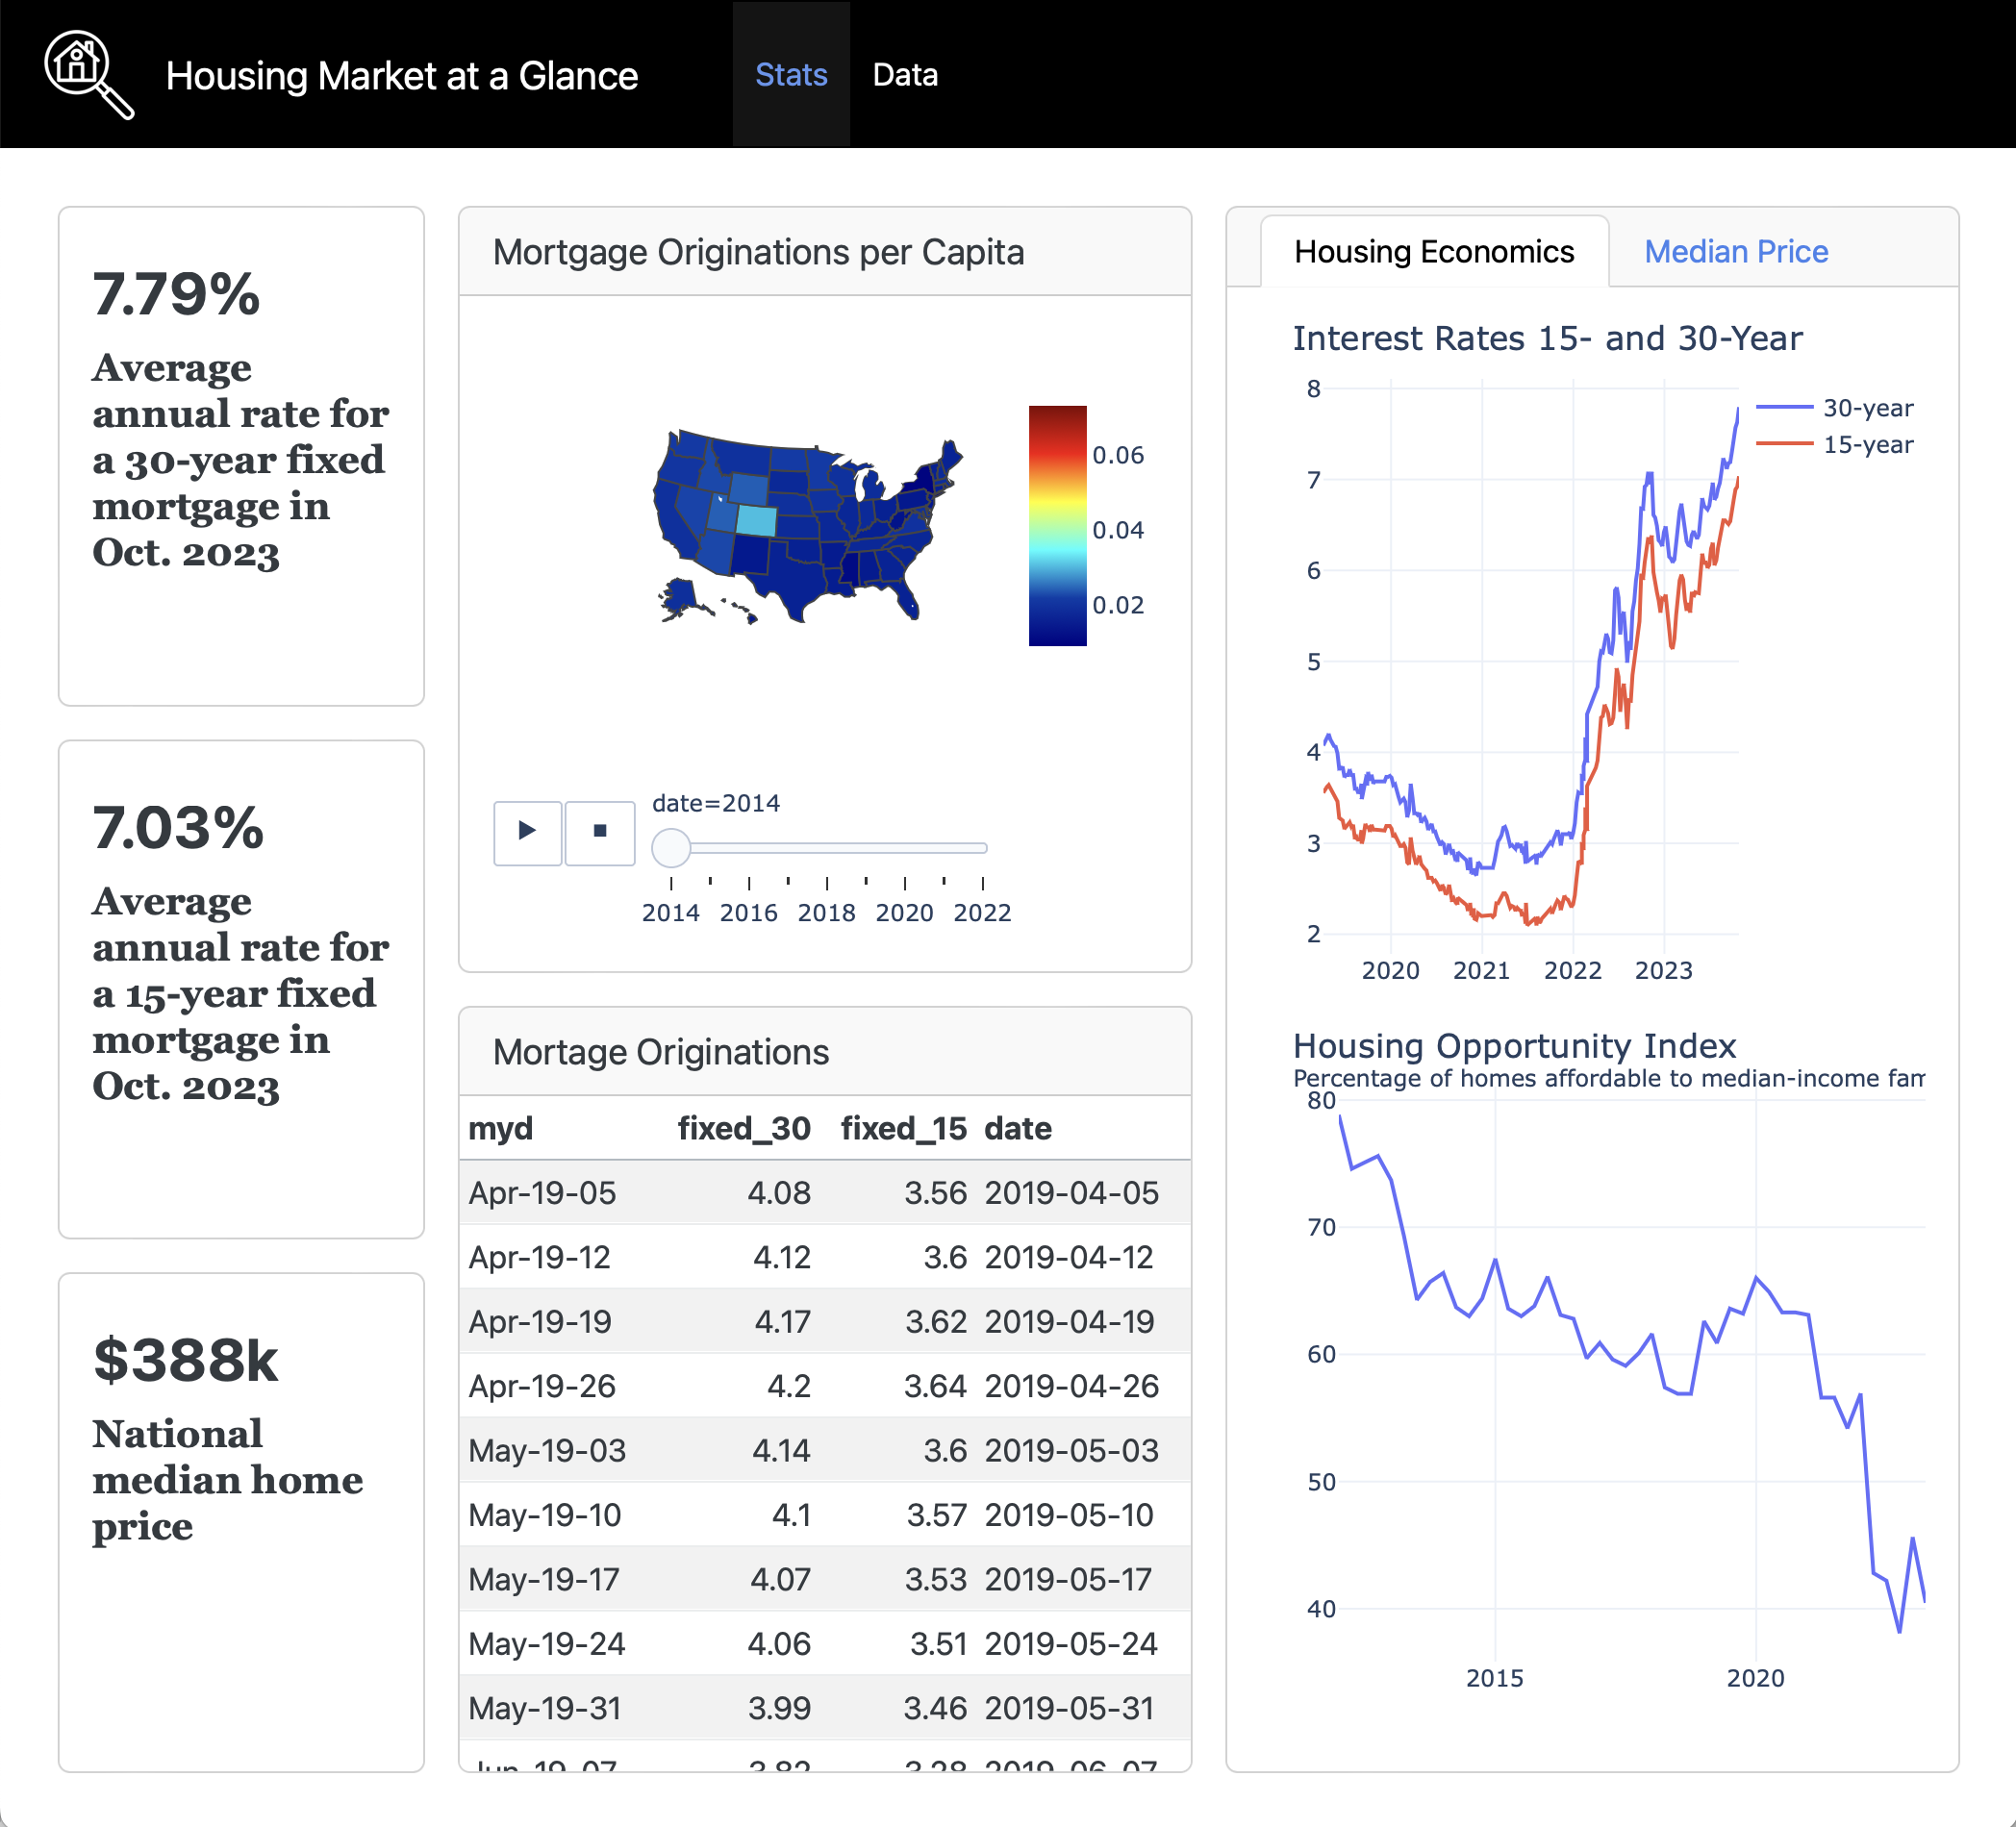 Housing Market at a Glance
Stats
Data
7.79%
Average
annual rate for
a 30-year fixed
mortgage in
Oct. 2023
7.03%
Average
annual rate for
a 15-year fixed
mortgage in
Oct. 2023
$388k
National
median home
price
Mortgage Originations per Capita
0.06
0.04
0.02
date=2014
2014 2016 2018 2020 2022
Mortage Originations
myd fixed_30 fixed_15 date
Apr-19-05 4.08 3.56 2019-04-05
Apr-19-12 4.12 3.6 2019-04-12
Apr-19-19 4.17 3.62 2019-04-19
Apr-19-26 4.2 3.64 2019-04-26
May-19-03 4.14 3.6 2019-05-03
May-19-10 4.1 3.57 2019-05-10
May-19-17 4.07 3.53 2019-05-17
May-19-24 4.06 3.51 2019-05-24
May-19-31 3.99 3.46 2019-05-31
Jun-19-07 3.82 3.28 2019-06-07
Housing Economics
Median Price
Interest Rates 15- and 30-Year
8
7
6
5
4
3
2
2020 2021 2022 2023
30-year
15-year
Housing Opportunity Index
Percentage of homes affordable to median-income fam
80
70
60
50
40
2015 2020